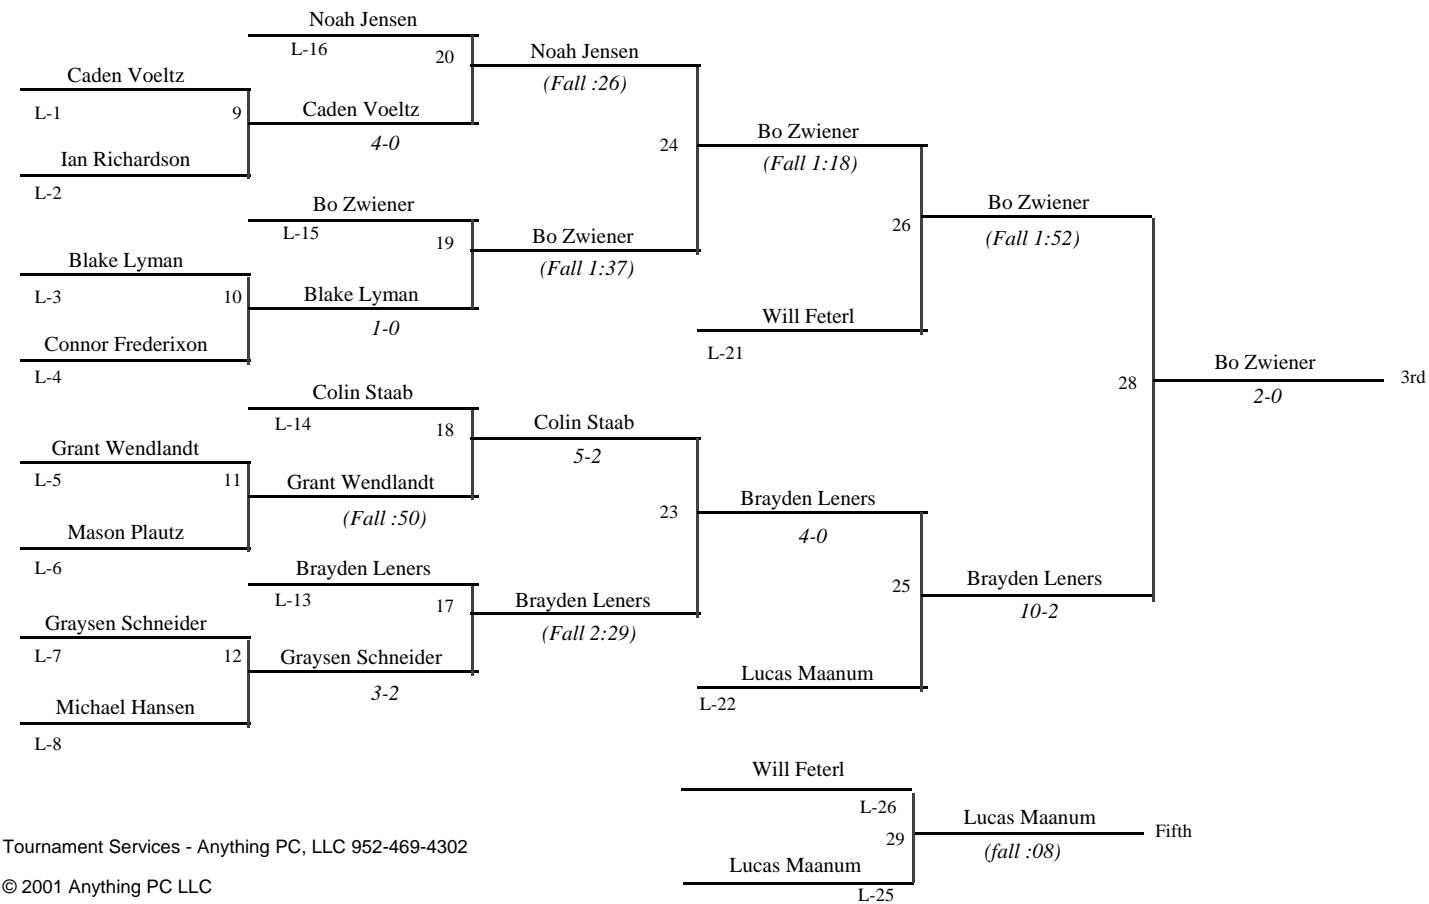 Noah Jensen
L-16
20
Noah Jensen
(Fall :26)
Caden Voeltz
L-1
9
Caden Voeltz
4-0
24
Bo Zwiener
(Fall 1:18)
Ian Richardson
L-2
Bo Zwiener
L-15
19
Bo Zwiener
(Fall 1:37)
26
Bo Zwiener
(Fall 1:52)
Blake Lyman
L-3
10
Blake Lyman
1-0
Will Feterl
L-21
Connor Frederixon
L-4
28
Bo Zwiener
2-0
3rd
Colin Staab
L-14
18
Colin Staab
5-2
Grant Wendlandt
L-5
11
Grant Wendlandt
(Fall :50)
23
Brayden Leners
4-0
Mason Plautz
L-6
Brayden Leners
L-13
17
Brayden Leners
(Fall 2:29)
25
Brayden Leners
10-2
Graysen Schneider
L-7
12
Graysen Schneider
3-2
Lucas Maanum
L-22
Michael Hansen
L-8
Will Feterl
L-26
29
Lucas Maanum
(fall :08)
Fifth
Lucas Maanum
L-25
Tournament Services - Anything PC, LLC 952-469-4302
© 2001 Anything PC LLC